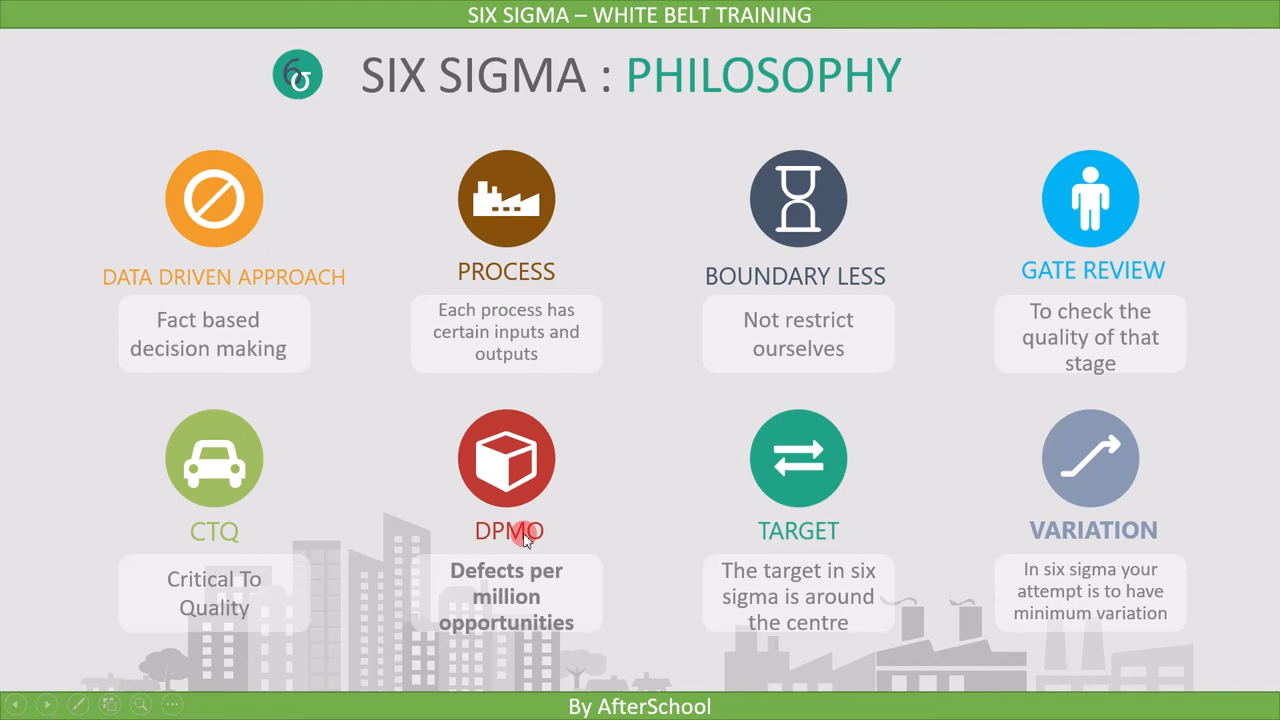 SIX SIGMA – WHITE BELT TRAINING
6σ
SIX SIGMA : PHILOSOPHY
DATA DRIVEN APPROACH
Fact based
decision making
PROCESS
Each process has
certain inputs and
outputs
BOUNDARY LESS
Not restrict
ourselves
GATE REVIEW
To check the
quality of that
stage
CTQ
Critical To
Quality
DPMO
Defects per
million
opportunities
TARGET
The target in six
sigma is around
the centre
VARIATION
In six sigma your
attempt is to have
minimum variation
By AfterSchool